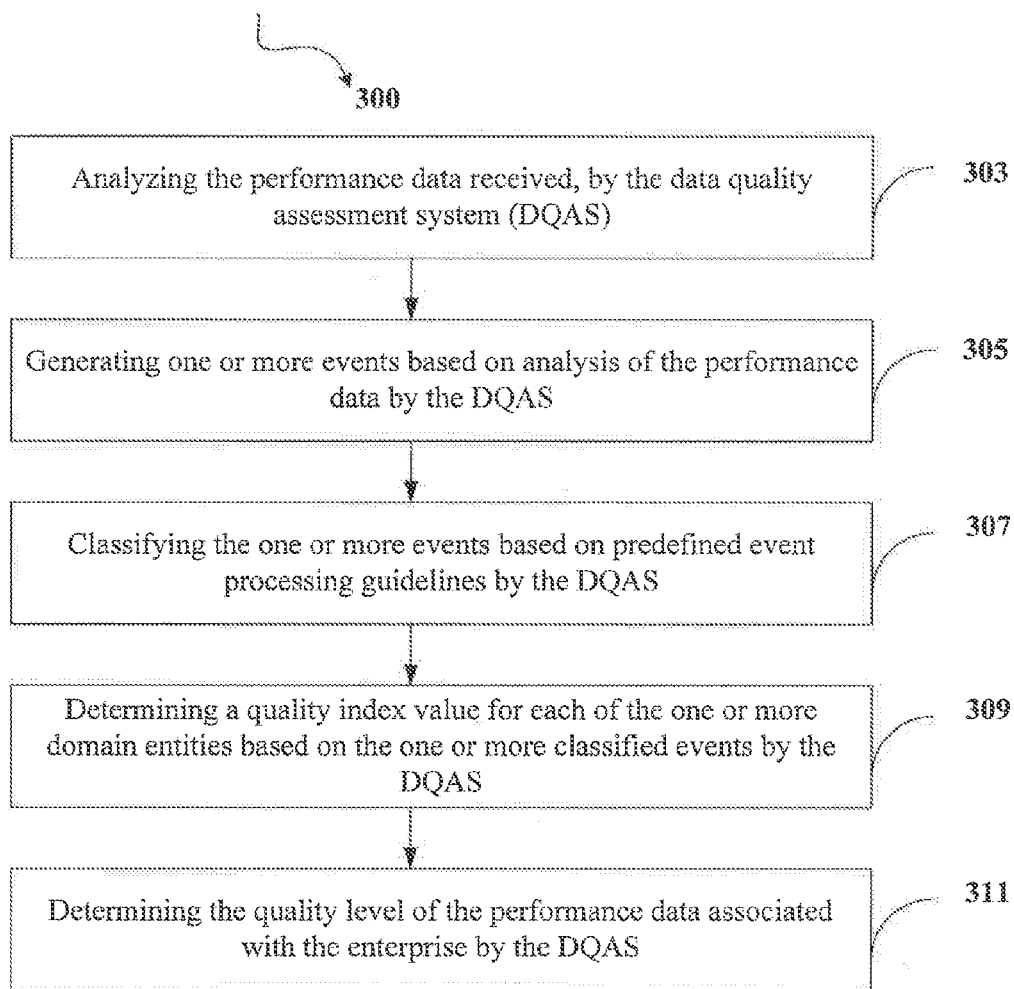 300
Analyzing the performance data received, by the data quality
assessment system (DQAS)
303
Generating one or more events based on analysis of the performance
data by the DQAS
305
Classifying the one or more events based on predefined event
processing guidelines by the DQAS
307
Determining a quality index value for each of the one or more
domain entities based on the one or more classified events by the
DQAS
309
Determining the quality level of the performance data associated
with the enterprise by the DQAS
311